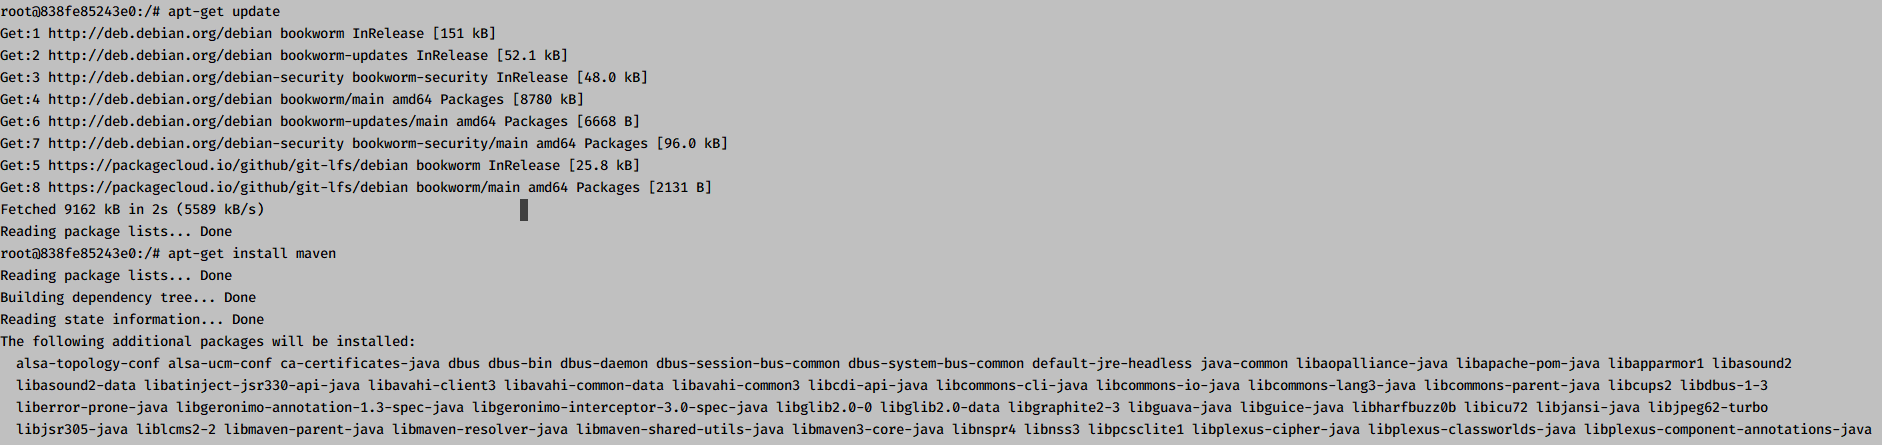 root@838fe85243e0:/# apt-get update
Get:1 http://deb.debian.org/debian bookworm InRelease [151 kB]
Get:2 http://deb.debian.org/debian bookworm-updates InRelease [52.1 kB]
Get:3 http://deb.debian.org/debian-security bookworm-security InRelease [48.0 kB]
Get:4 http://deb.debian.org/debian bookworm/main amd64 Packages [8780 kB]
Get:6 http://deb.debian.org/debian bookworm-updates/main amd64 Packages [6668 B]
Get:7 http://deb.debian.org/debian-security bookworm-security/main amd64 Packages [96.0 kB]
Get:5 https://packagecloud.io/github/git-lfs/debian bookworm InRelease [25.8 kB]
Get:8 https://packagecloud.io/github/git-lfs/debian bookworm/main amd64 Packages [2131 B]
Fetched 9162 kB in 2s (5589 kB/s)
Reading package lists... Done
root@838fe85243e0:/# apt-get install maven
Reading package lists... Done
Building dependency tree... Done
Reading state information... Done
The following additional packages will be installed:
  alsa-topology-conf alsa-ucm-conf ca-certificates-java dbus dbus-bin dbus-daemon dbus-session-bus-common dbus-system-bus-common default-jre-headless java-common libaopalliance-java libapache-pom-java libapparmor1 libasound2
  libasound2-data libatinject-jsr330-api-java libavahi-client3 libavahi-common-data libavahi-common3 libcdi-api-java libcommons-cli-java libcommons-io-java libcommons-lang3-java libcommons-parent-java libcups2 libdbus-1-3
  liberror-prone-java libgeronimo-annotation-1.3-spec-java libgeronimo-interceptor-3.0-spec-java libglib2.0-0 libglib2.0-data libgraphite2-3 libguava-java libguice-java libharfbuzz0b libicu72 libjansi-java libjpeg62-turbo
  libjsr305-java liblcms2-2 libmaven-parent-java libmaven-resolver-java libmaven-shared-utils-java libmaven3-core-java libnspr4 libnss3 libpcsclite1 libplexus-cipher-java libplexus-classworlds-java libplexus-component-annotations-java